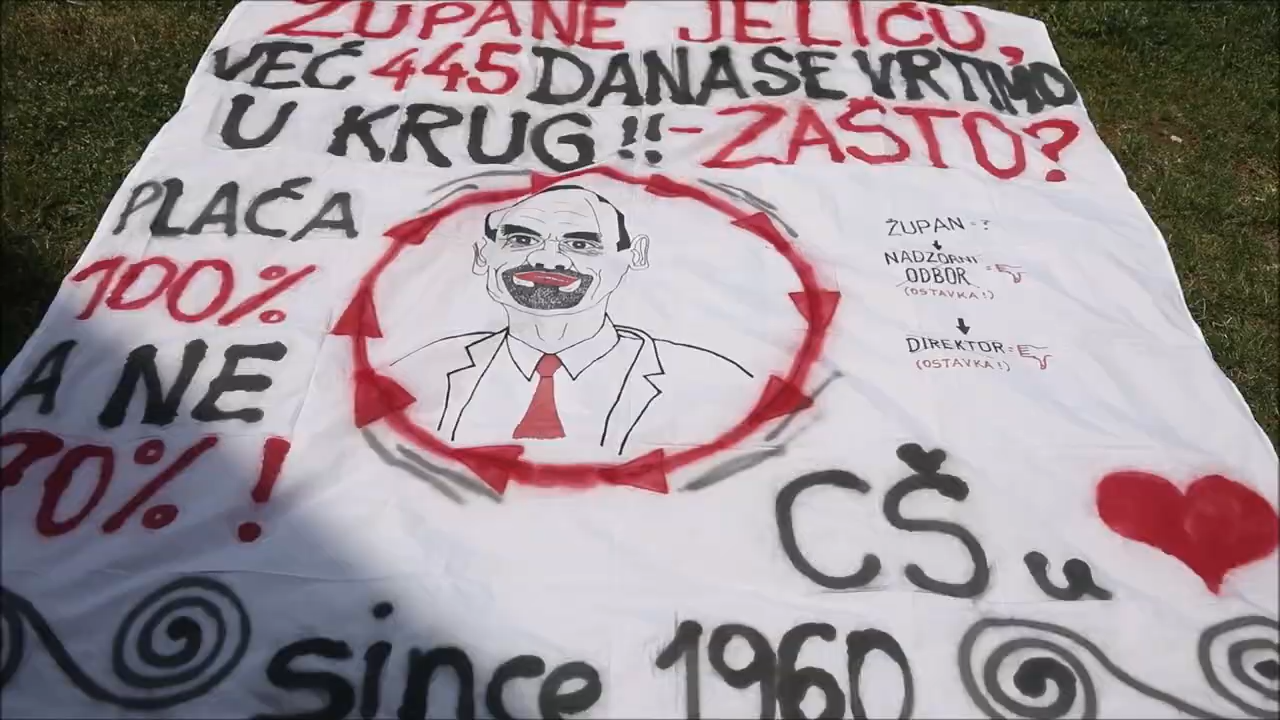 ŽUPANE JELIĆU,
VEĆ 445 DANA SE VRTIMO
U KRUG!! - ZAŠTO?
PLAĆA
100%
A NE
70%!
ŽUPAN = ?
NADZORNI
ODBOR =
(OSTAVKA!)
DIREKTOR =
(OSTAVKA!)
CŠ u
since 1960